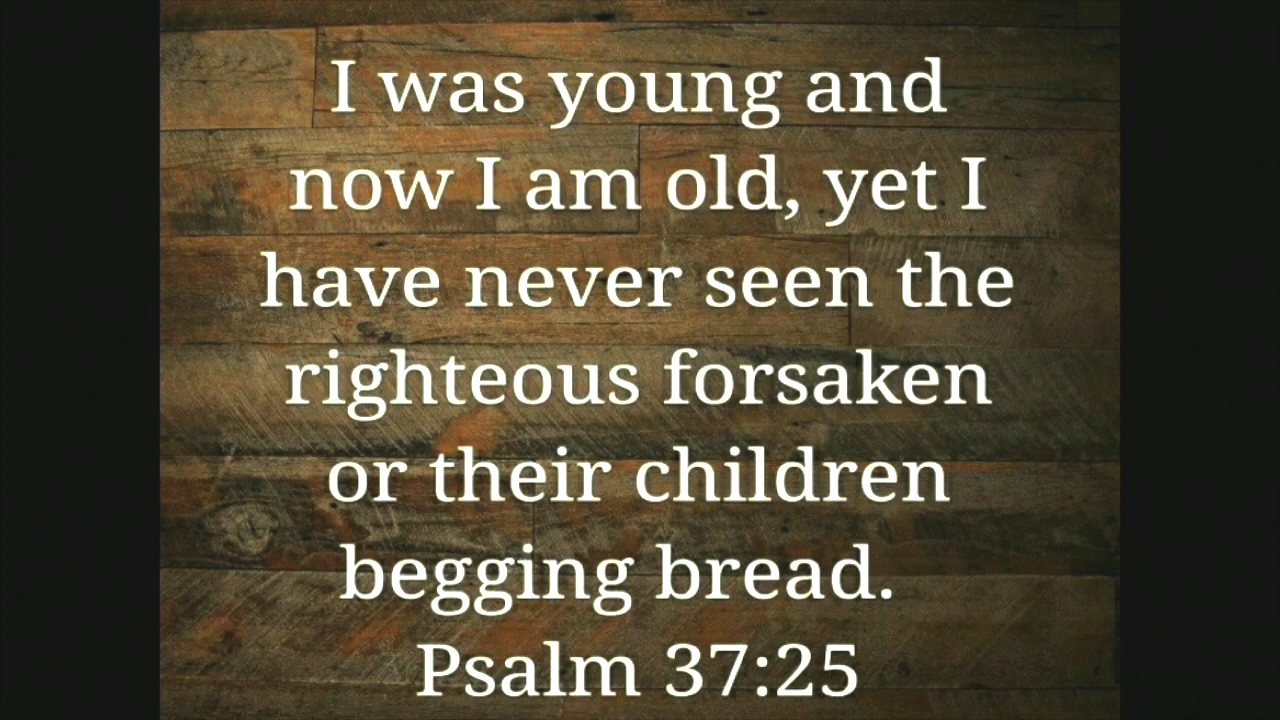 I was young and
now I am old, yet I
have never seen the
righteous forsaken
or their children
begging bread.
Psalm 37:25